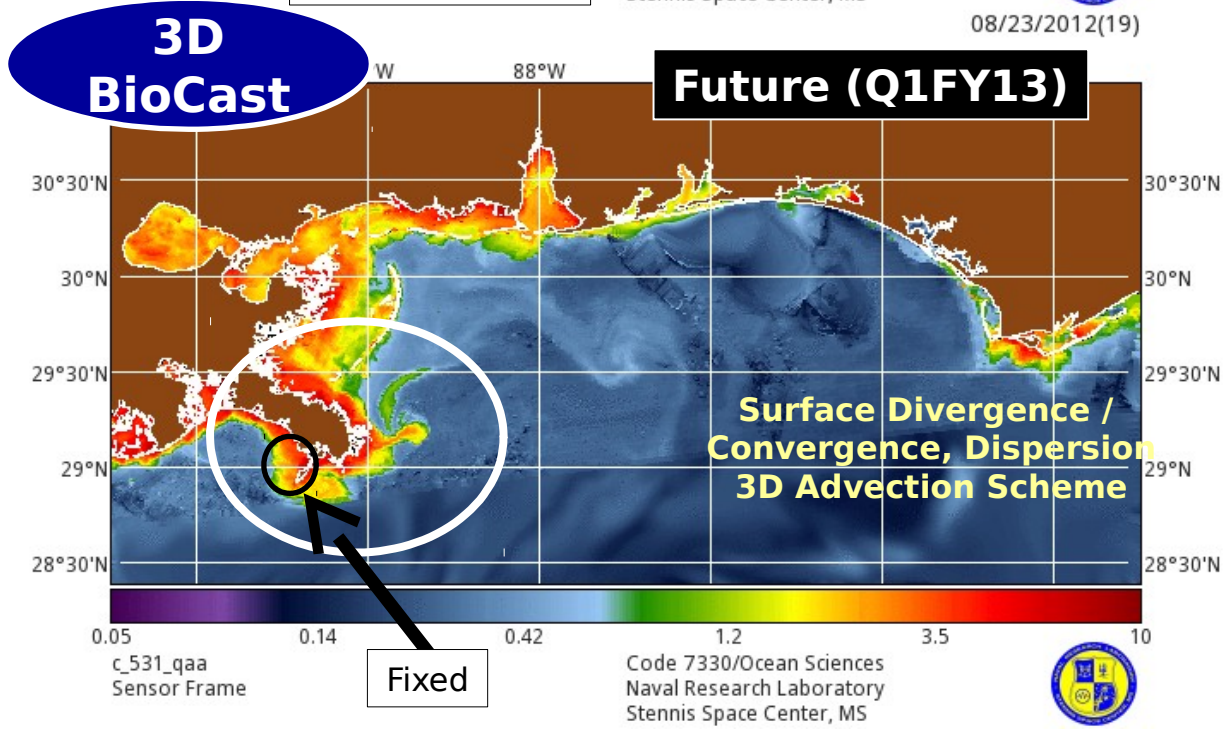 08/23/2012(19)
3D
BioCast
°W
88°W
Future (Q1FY13)
30°30'N
30°30'N
30°N
30°N
29°30'N
29°30'N
Surface Divergence /
Convergence, Dispersion
3D Advection Scheme
29°N
29°N
28°30'N
28°30'N
0.05
0.14
0.42
1.2
3.5
10
c_531_qaa
Sensor Frame
Fixed
Code 7330/Ocean Sciences
Naval Research Laboratory
Stennis Space Center, MS